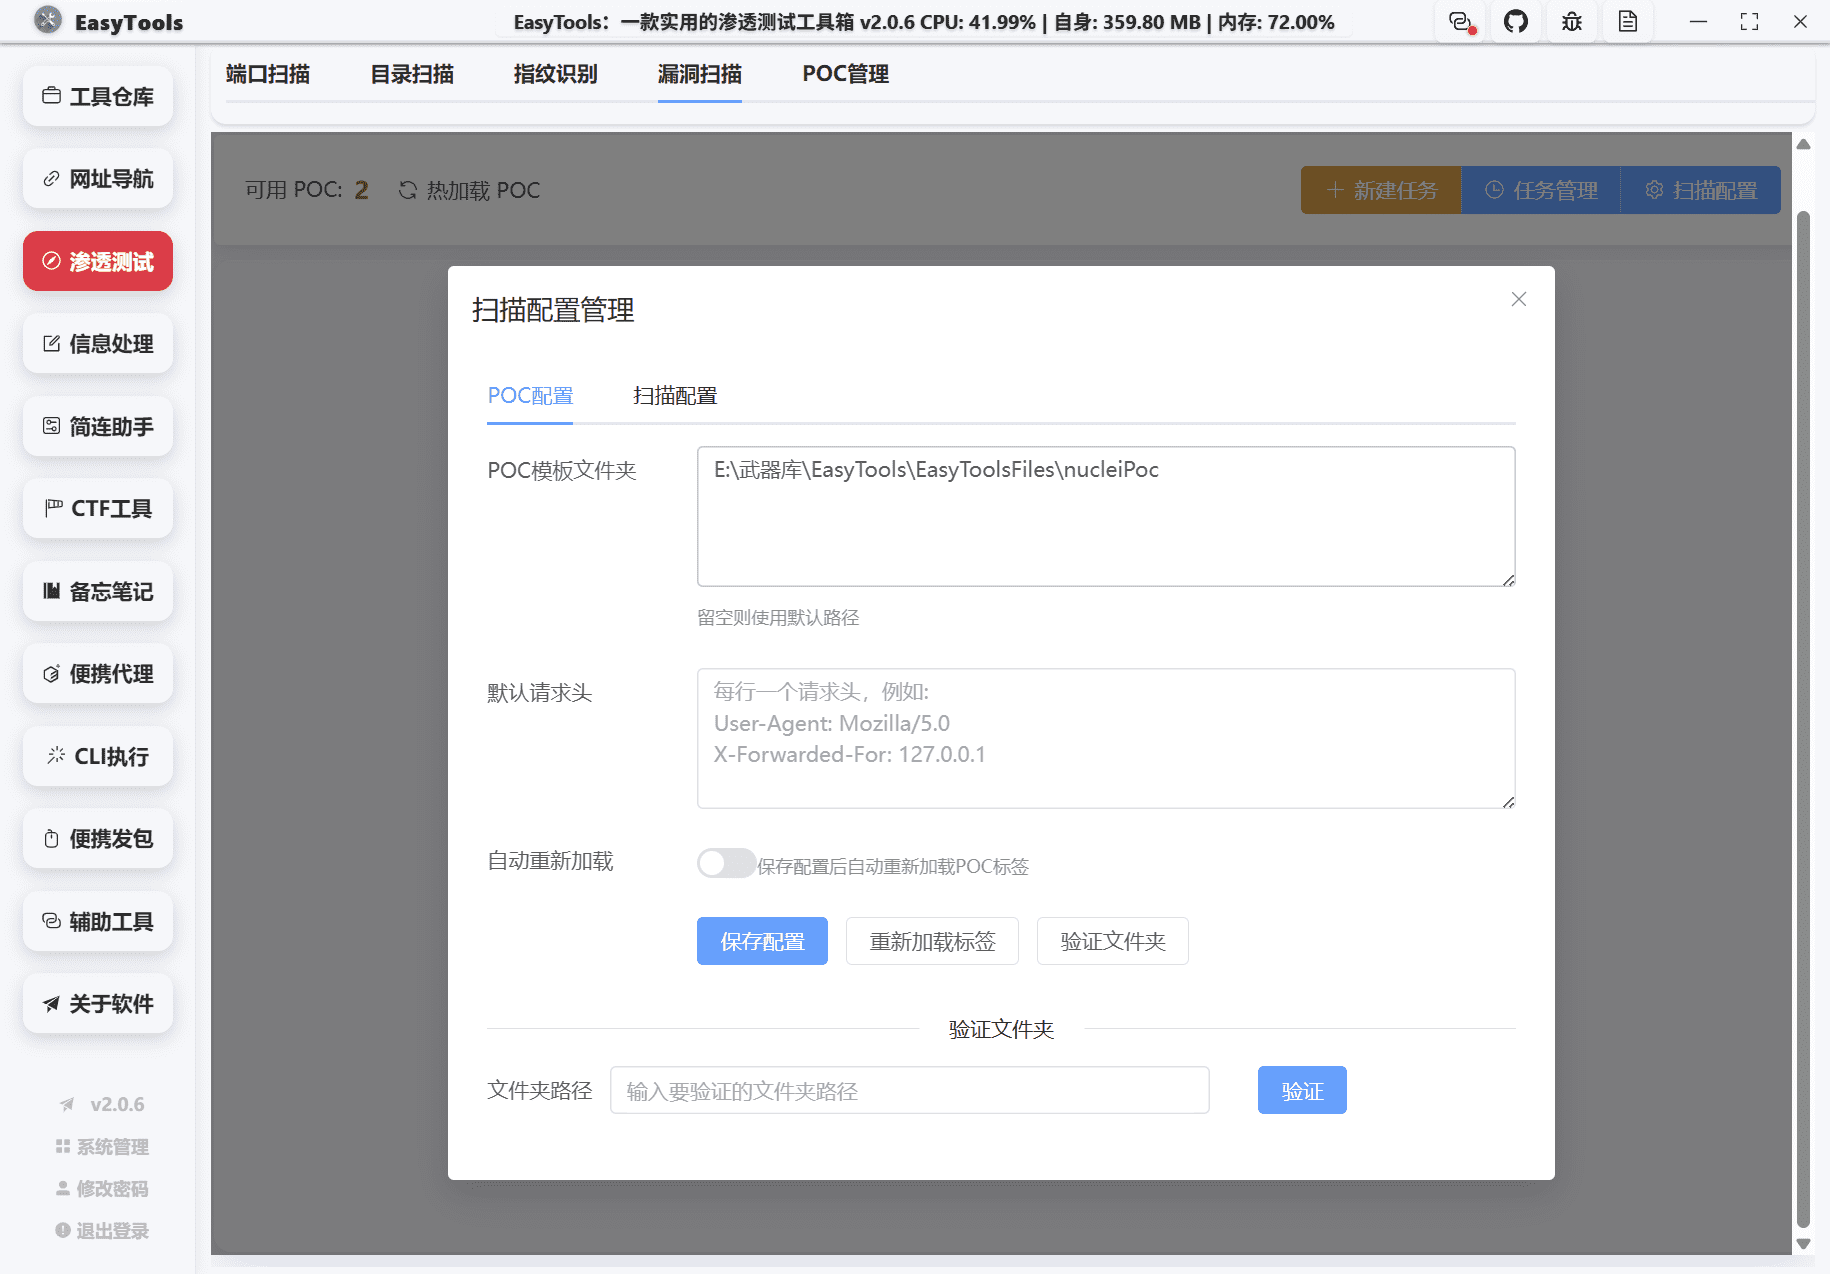 EasyTools
EasyTools：一款实用的渗透测试工具箱 v2.0.6 CPU: 41.99% | 自身: 359.80 MB | 内存: 72.00%
工具仓库
网址导航
渗透测试
信息处理
简连助手
CTF工具
备忘笔记
便携代理
CLI执行
便携发包
辅助工具
关于软件
v2.0.6
系统管理
修改密码
退出登录
端口扫描 目录扫描 指纹识别 漏洞扫描 POC管理
可用 POC: 2 热加载 POC 新建任务 任务管理 扫描配置
扫描配置管理
POC配置 扫描配置
POC模板文件夹 E:\武器库\EasyTools\EasyToolsFiles\nucleiPoc
留空则使用默认路径
默认请求头 每行一个请求头，例如:
User-Agent: Mozilla/5.0
X-Forwarded-For: 127.0.0.1
自动重新加载 保存配置后自动重新加载POC标签
保存配置 重新加载标签 验证文件夹
验证文件夹
文件夹路径 输入要验证的文件夹路径 验证